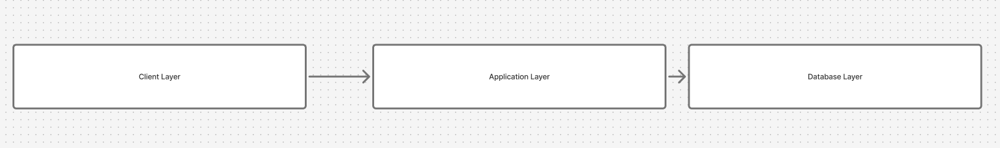 Client Layer
Application Layer
Database Layer